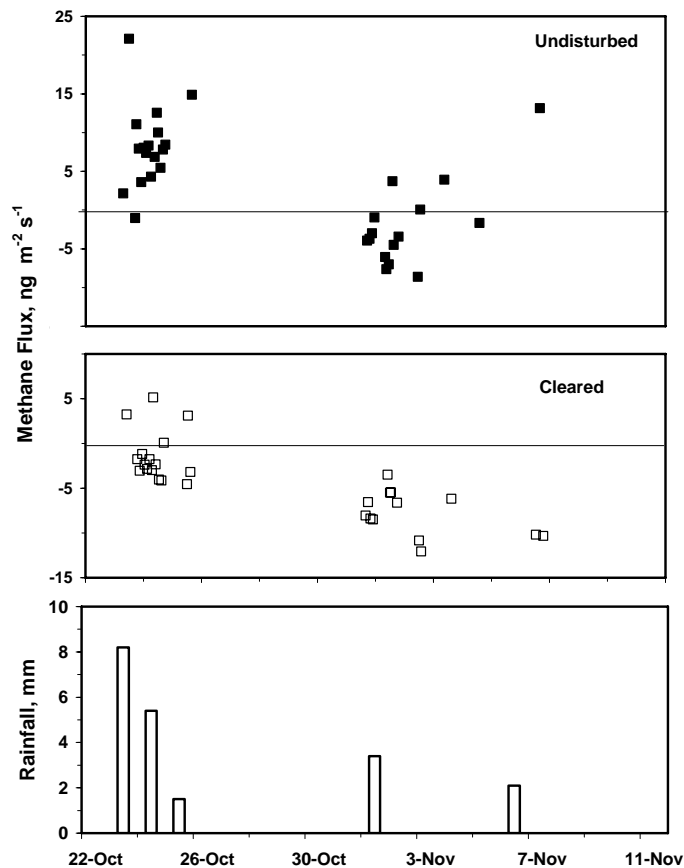 25
Undisturbed
15
5
-5
Methane Flux, ng m-2 s-1
Cleared
5
-5
-15
10
8
6
4
2
0
Rainfall, mm
22-Oct 26-Oct 30-Oct 3-Nov 7-Nov 11-Nov